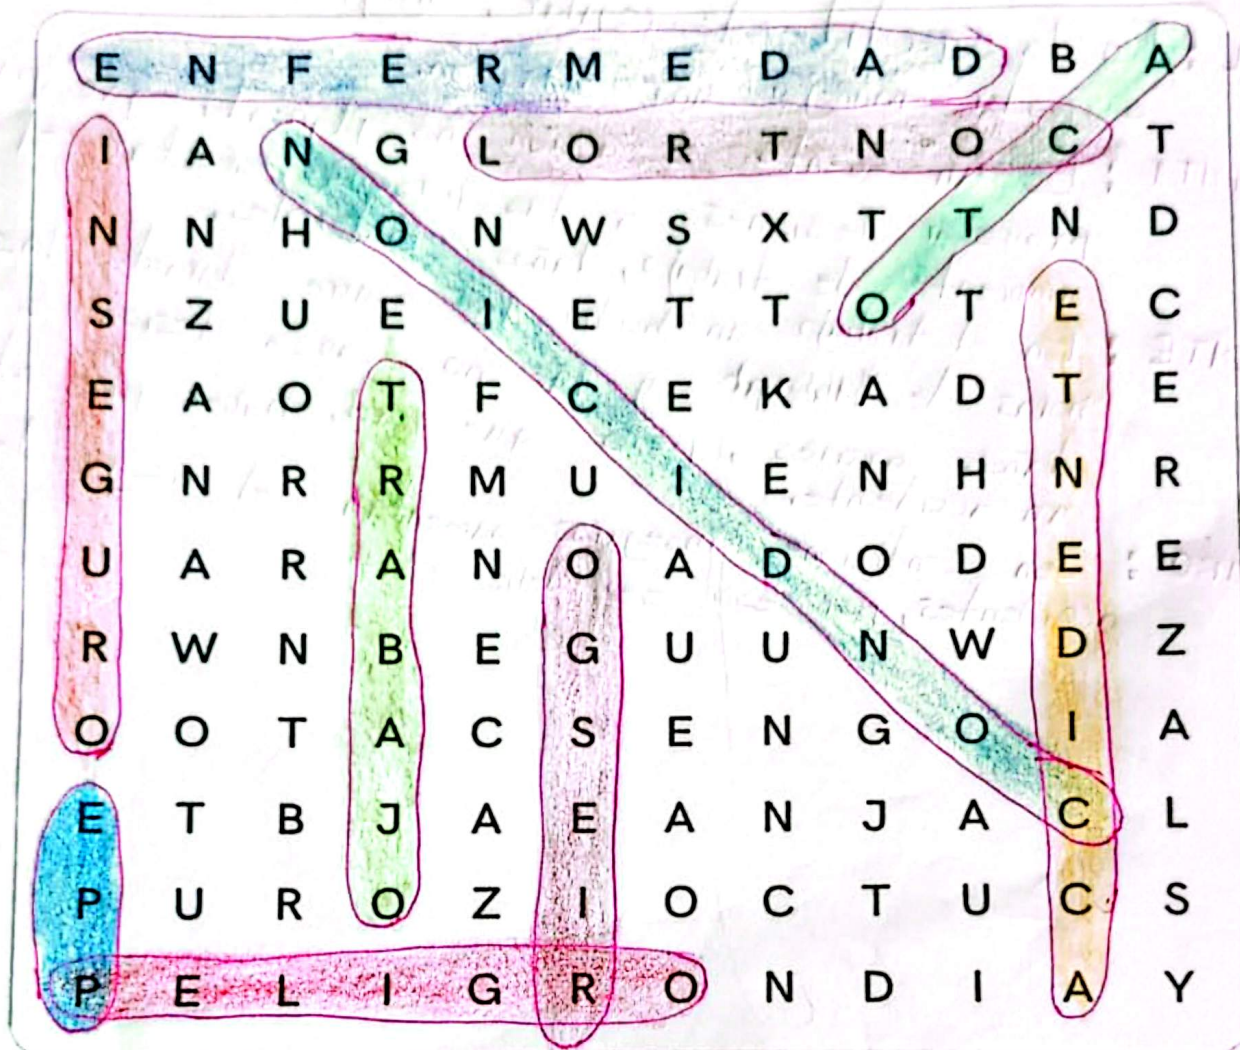 E N F E R M E D A D B A
I A N G L O R T N O C T
N N H O N W S X T T N D
S Z U E I E T T O T E C
E A O T F C E K A D T E
G N R R M U I E N H N R
U A R A N O A D O D E E
R W N B E G U U N W D Z
O O T A C S E N G O I A
E T B J A E A N J A C L
P U R O Z I O C T U C S
P E L I G R O N D I A Y